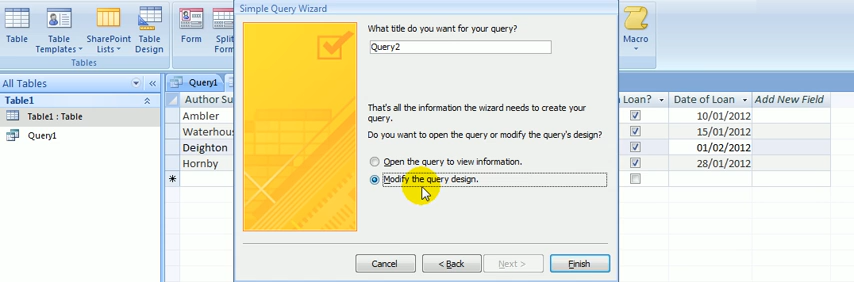 Simple Query Wizard
Table
Table Templates
SharePoint Lists
Table Design
Form
Split
Macro
Tables
What title do you want for your query?
Query2
All Tables
Table1
Table1 : Table
Query1
Query1
Author Su
Ambler
Waterhous
Deighton
Hornby
That's all the information the wizard needs to create your
query.
Do you want to open the query or modify the query's design?
Open the query to view information.
Modify the query design.
Cancel
< Back
Next >
Finish
Loan?
Date of Loan
Add New Field
10/01/2012
15/01/2012
01/02/2012
28/01/2012